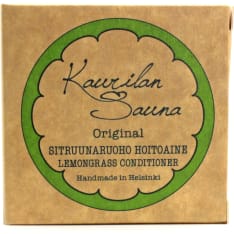 Kaurilan
Sauna
Original
SITRUUNARUOHO HOITOAINE
LEMONGRASS CONDITIONER
Handmade in Helsinki